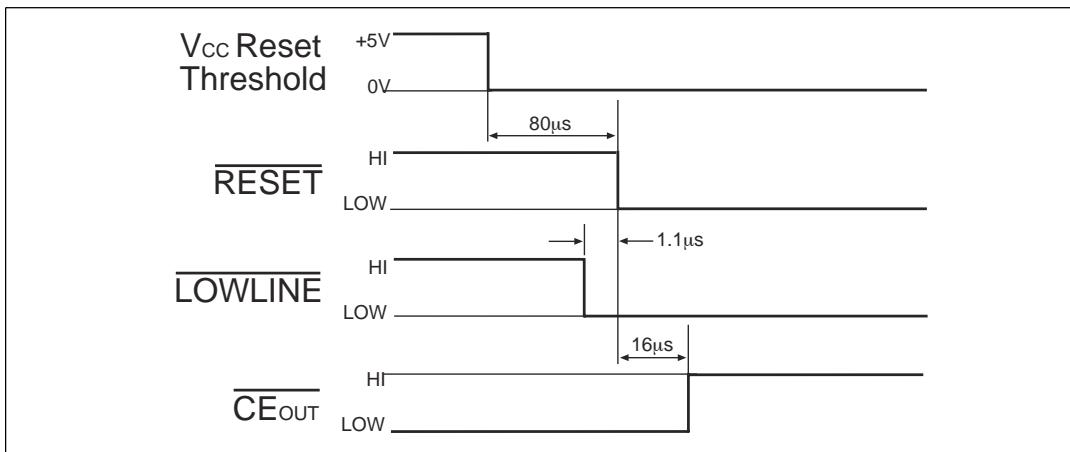 VCC Reset
Threshold
+5V
0V
80μs
RESET
HI
LOW
1.1μs
LOWLINE
HI
LOW
16μs
CEOUT
HI
LOW